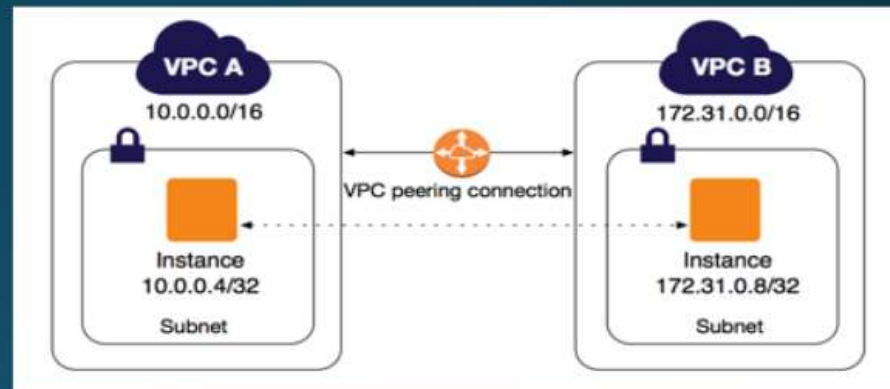 VPC A
10.0.0.0/16
Instance
10.0.0.4/32
Subnet
VPC peering connection
VPC B
172.31.0.0/16
Instance
172.31.0.8/32
Subnet